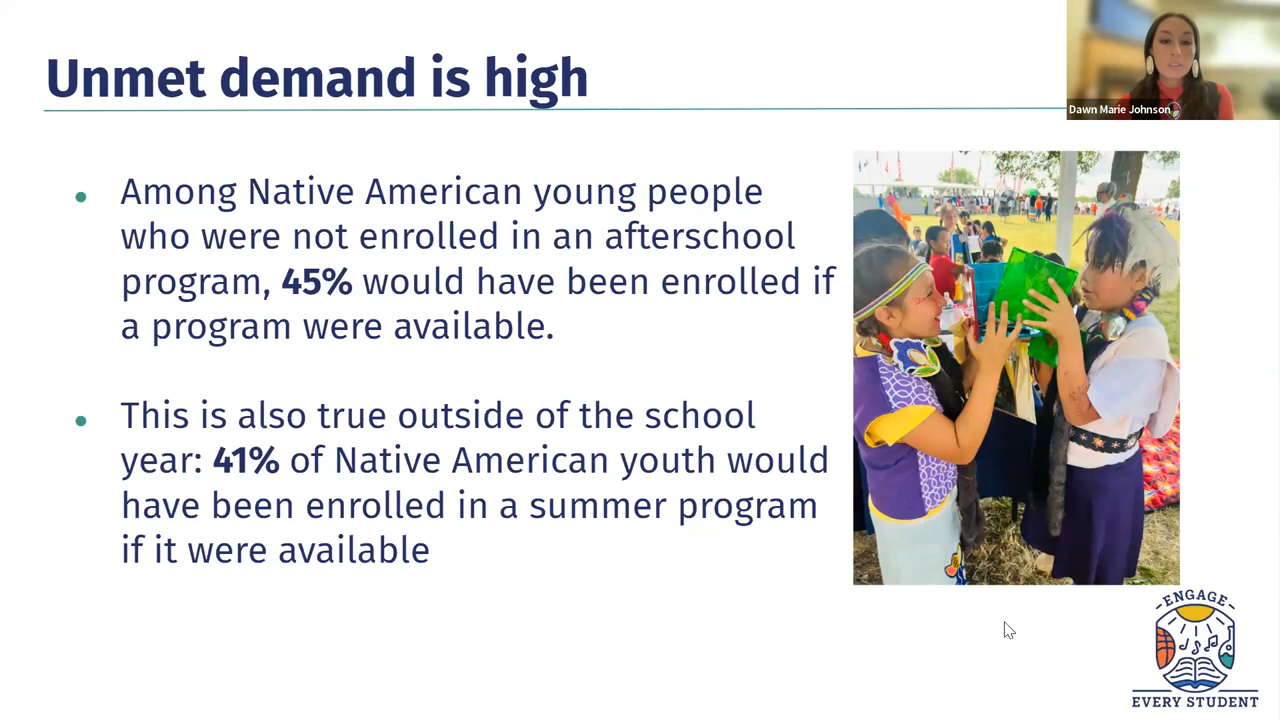 Unmet demand is high
Dawn Marie Johnson
• Among Native American young people
who were not enrolled in an afterschool
program, 45% would have been enrolled if
a program were available.
• This is also true outside of the school
year: 41% of Native American youth would
have been enrolled in a summer program
if it were available
ENGAGE
EVERY STUDENT